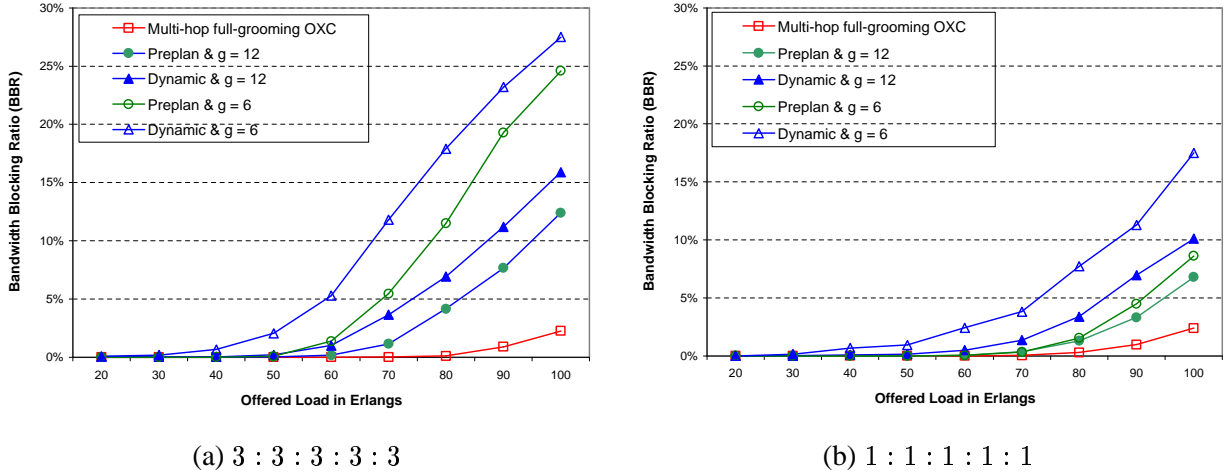 30%
25%
20%
15%
10%
5%
0%
Bandwidth Blocking Ratio (BBR)
Multi-hop full-grooming OXC
Preplan & g = 12
Dynamic & g = 12
Preplan & g = 6
Dynamic & g = 6
20 30 40 50 60 70 80 90 100
Offered Load in Erlangs
(a) 3 : 3 : 3 : 3 : 3
30%
25%
20%
15%
10%
5%
0%
Bandwidth Blocking Ratio (BBR)
Multi-hop full-grooming OXC
Preplan & g = 12
Dynamic & g = 12
Preplan & g = 6
Dynamic & g = 6
20 30 40 50 60 70 80 90 100
Offered Load in Erlangs
(b) 1 : 1 : 1 : 1 : 1